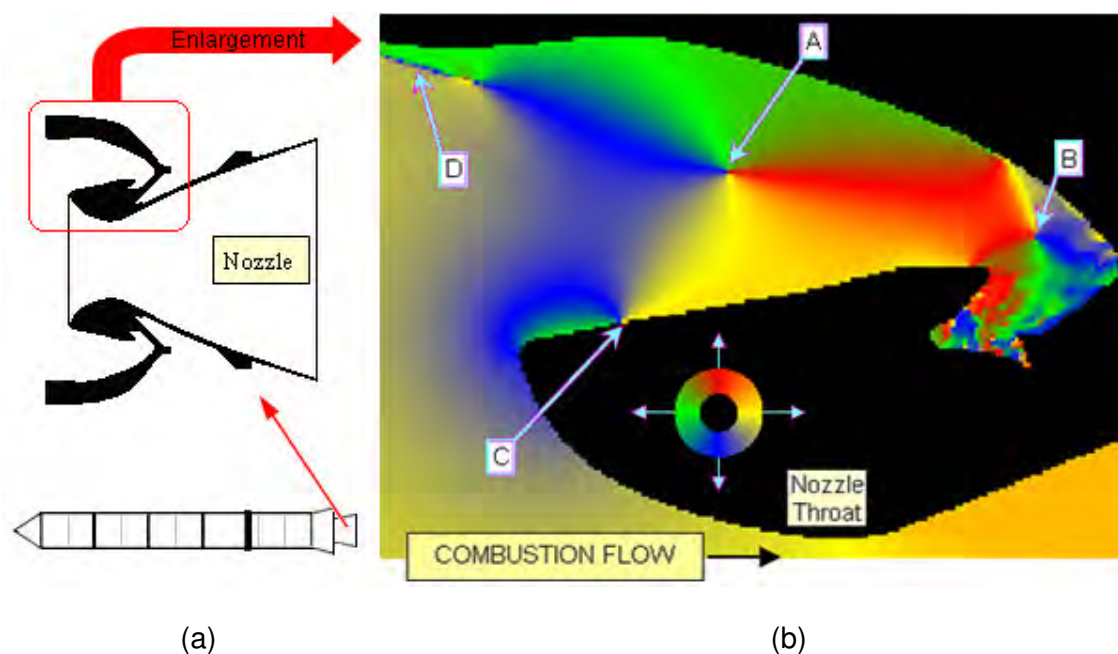 Enlargement
Nozzle
A
B
D
C
Nozzle
Throat
COMBUSTION FLOW
(a)
(b)